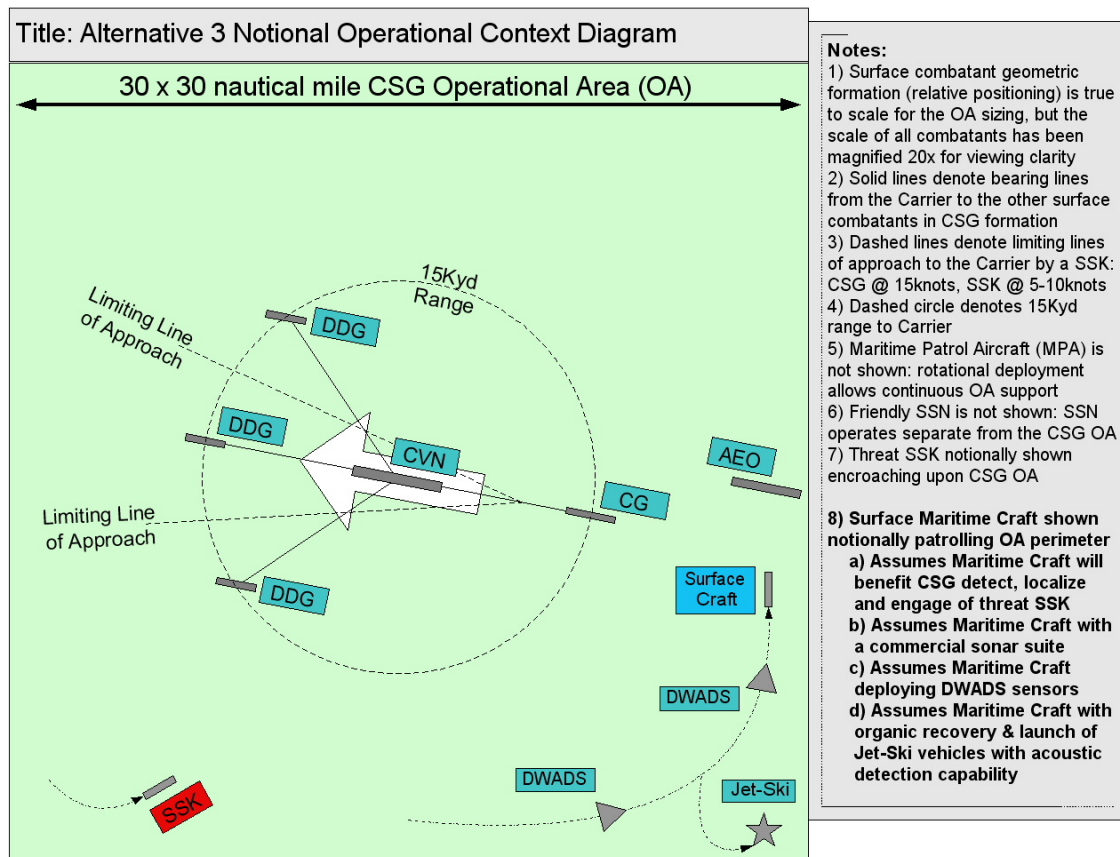 Title: Alternative 3 Notional Operational Context Diagram
30 x 30 nautical mile CSG Operational Area (OA)
15Kyd
Range
Limiting Line
of Approach
DDG
DDG
CVN
AEO
CG
Limiting Line
of Approach
DDG
Surface
Craft
DWADS
DWADS
Jet-Ski
SSK
Notes:
1) Surface combatant geometric
formation (relative positioning) is true
to scale for the OA sizing, but the
scale of all combatants has been
magnified 20x for viewing clarity
2) Solid lines denote bearing lines
from the Carrier to the other surface
combatants in CSG formation
3) Dashed lines denote limiting lines
of approach to the Carrier by a SSK:
CSG @ 15knots, SSK @ 5-10knots
4) Dashed circle denotes 15Kyd
range to Carrier
5) Maritime Patrol Aircraft (MPA) is
not shown: rotational deployment
allows continuous OA support
6) Friendly SSN is not shown: SSN
operates separate from the CSG OA
7) Threat SSK notionally shown
encroaching upon CSG OA
8) Surface Maritime Craft shown
notionally patrolling OA perimeter
a) Assumes Maritime Craft will
benefit CSG detect, localize
and engage of threat SSK
b) Assumes Maritime Craft with
a commercial sonar suite
c) Assumes Maritime Craft
deploying DWADS sensors
d) Assumes Maritime Craft with
organic recovery & launch of
Jet-Ski vehicles with acoustic
detection capability